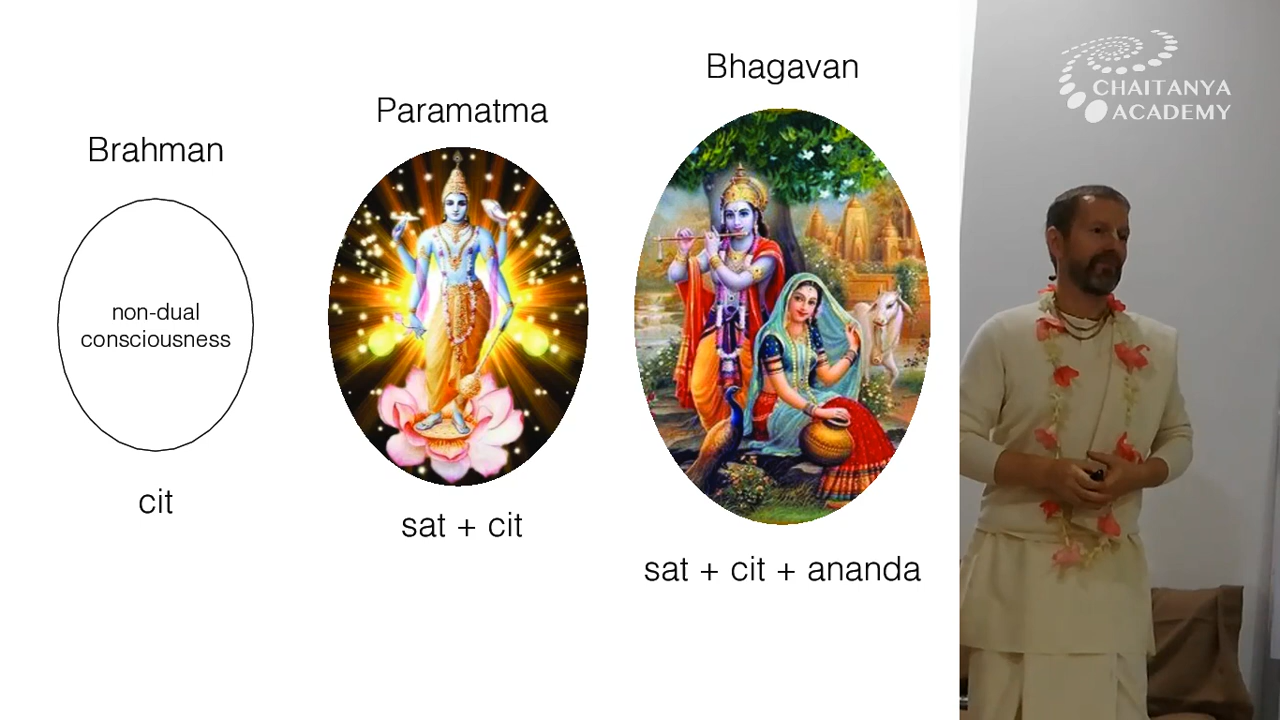 Brahman
non-dual
consciousness
cit
Paramatma
sat + cit
Bhagavan
sat + cit + ananda
CHAITANYA
ACADEMY